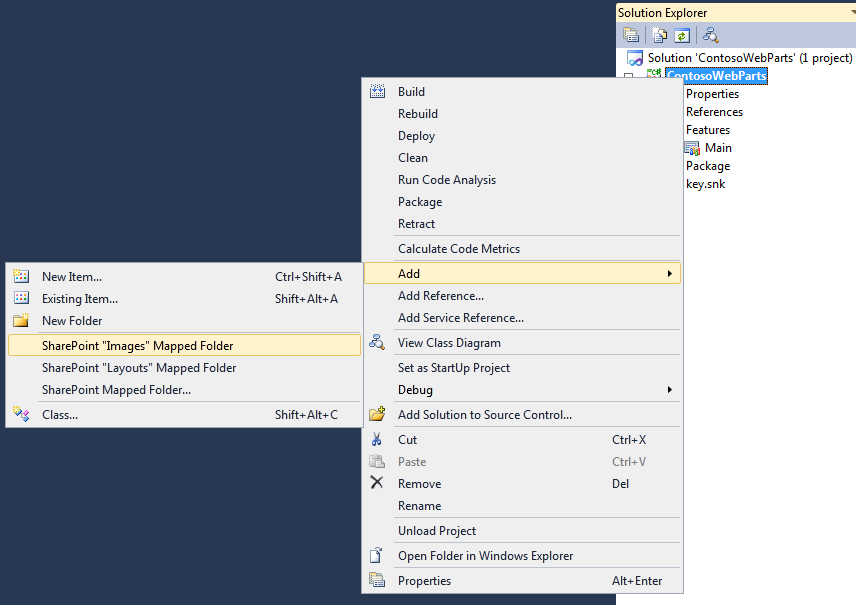 Solution Explorer
Solution 'ContosoWebParts' (1 project)
ContosoWebParts
Properties
References
Features
Main
Package
key.snk
Build
Rebuild
Deploy
Clean
Run Code Analysis
Package
Retract
Calculate Code Metrics
Add
Add Reference...
Add Service Reference...
View Class Diagram
Set as StartUp Project
Debug
Add Solution to Source Control...
Cut Ctrl+X
Paste Ctrl+V
Remove Del
Rename
Unload Project
Open Folder in Windows Explorer
Properties Alt+Enter
New Item... Ctrl+Shift+A
Existing Item... Shift+Alt+A
New Folder
SharePoint "Images" Mapped Folder
SharePoint "Layouts" Mapped Folder
SharePoint Mapped Folder...
Class... Shift+Alt+C